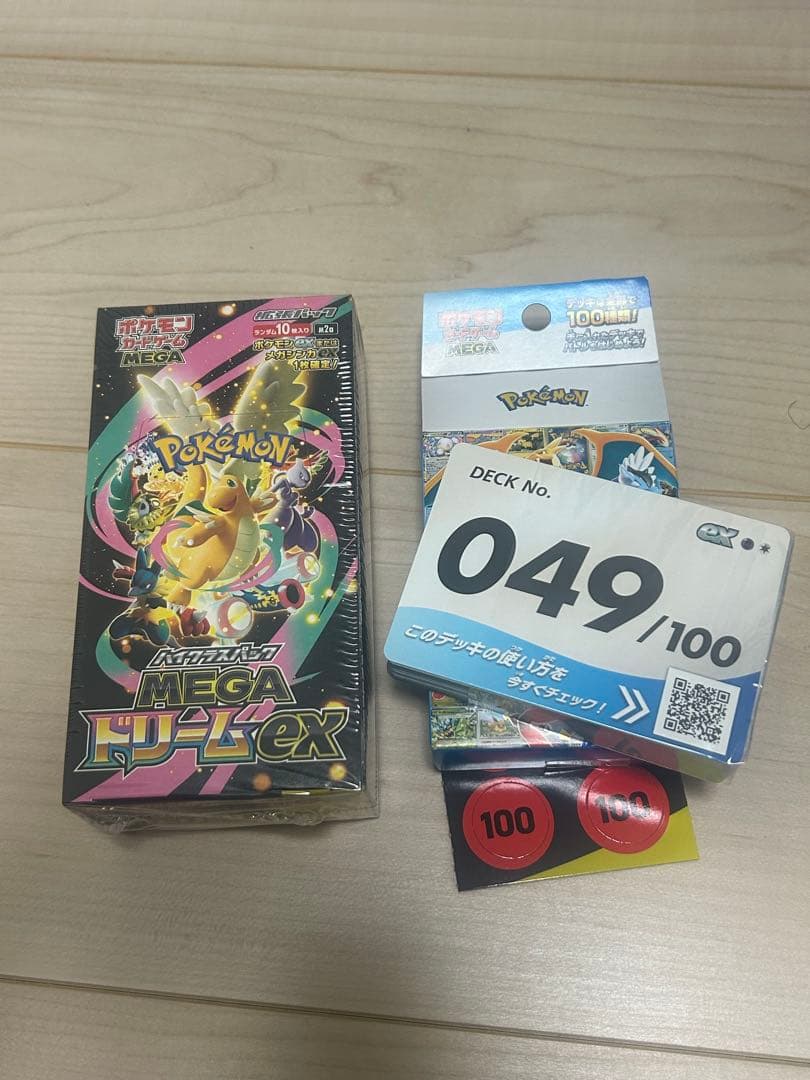 ポケモン
カードゲーム
MEGA
拡張パック
ランダム10枚入り
ポケモンexまたは
メガシンカex
1枚確定!
Pokémon
ハイクラスパック
MEGA
ドリームex
ポケモン
カードゲーム
MEGA
デッキは全部で
100種類!
Pokémon
DECK No.
ex
049/100
このデッキの使い方を
つか かた
今すぐチェック!
100
100